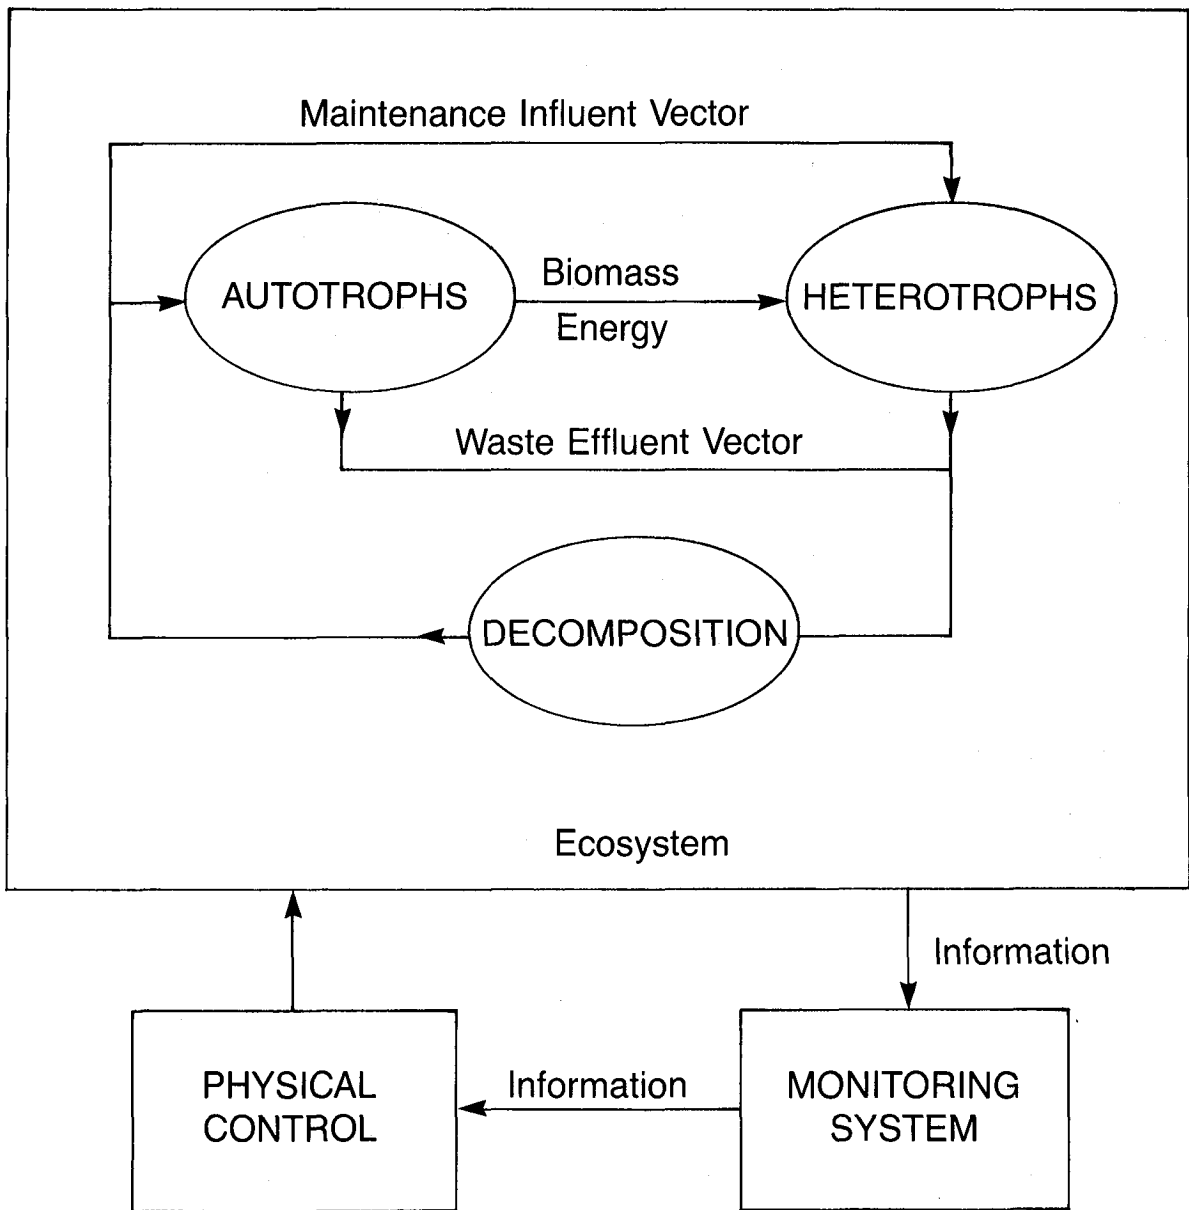 Maintenance Influent Vector
AUTOTROPHS
Biomass
Energy
HETEROTROPHS
Waste Effluent Vector
DECOMPOSITION
Ecosystem
Information
PHYSICAL
CONTROL
Information
MONITORING
SYSTEM